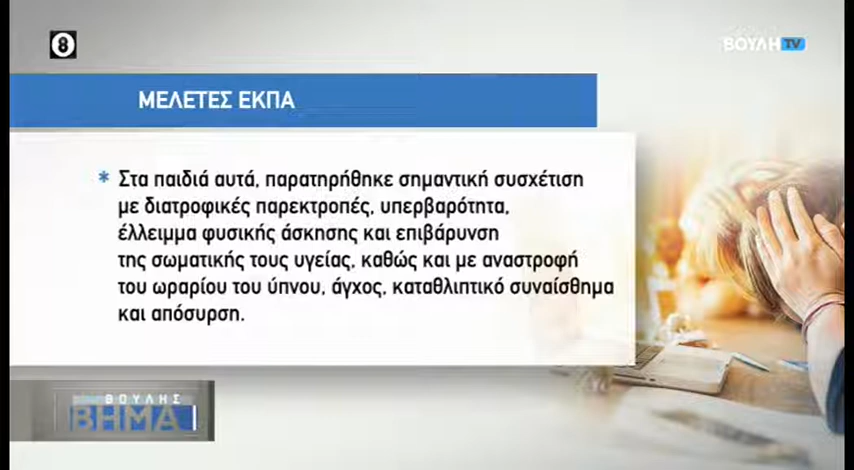 8
ΒΟΥΛΗ TV
ΜΕΛΕΤΕΣ ΕΚΠΑ
* Στα παιδιά αυτά, παρατηρήθηκε σημαντική συσχέτιση
με διατροφικές παρεκτροπές, υπερβαρότητα,
έλλειμμα φυσικής άσκησης και επιβάρυνση
της σωματικής τους υγείας, καθώς και με αναστροφή
του ωραρίου του ύπνου, άγχος, καταθλιπτικό συναίσθημα
και απόσυρση.
ΒΟΥΛΗΣ
ΒΗΜΑ